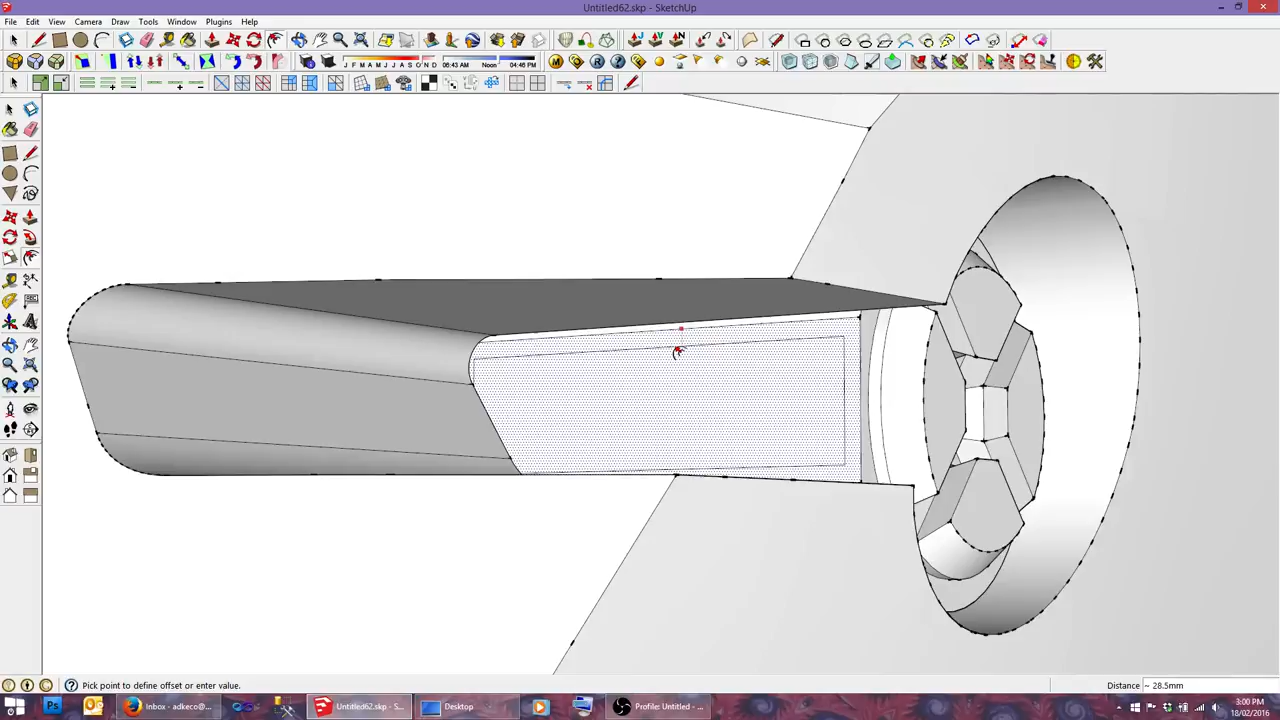 Untitled62.skp - SketchUp
File Edit View Camera Draw Tools Window Plugins Help
J F M A M J J A S O N D 06:43 AM Noon 04:46 PM
Pick point to define offset or enter value.
Distance ~ 28.5mm
Inbox - adkeco@... Untitled62.skp - S... Desktop Profile: Untitled - ...
3:00 PM
18/02/2016